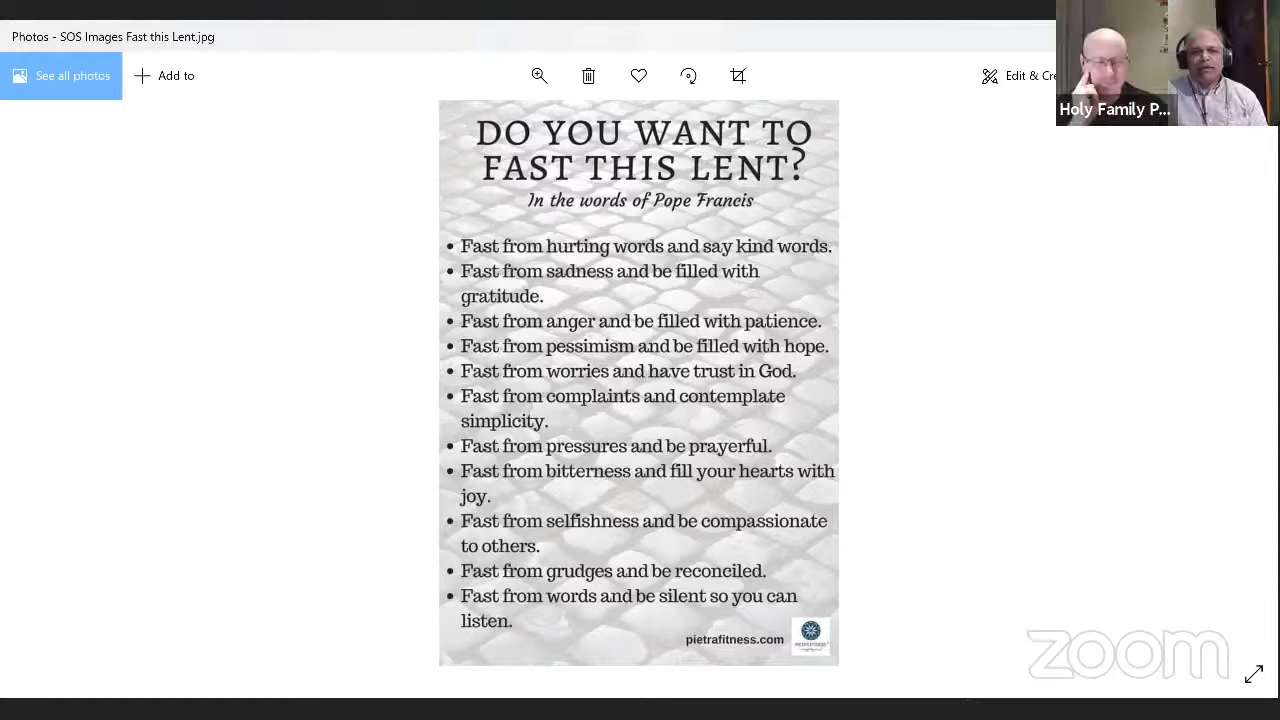 Photos - SOS Images Fast this Lent.jpg
See all photos
Add to
Edit & Cre
Holy Family P...
DO YOU WANT TO
FAST THIS LENT?
In the words of Pope Francis
• Fast from hurting words and say kind words.
• Fast from sadness and be filled with
gratitude.
• Fast from anger and be filled with patience.
• Fast from pessimism and be filled with hope.
• Fast from worries and have trust in God.
• Fast from complaints and contemplate
simplicity.
• Fast from pressures and be prayerful.
• Fast from bitterness and fill your hearts with
joy.
• Fast from selfishness and be compassionate
to others.
• Fast from grudges and be reconciled.
• Fast from words and be silent so you can
listen.
pietrafitness.com
zoom